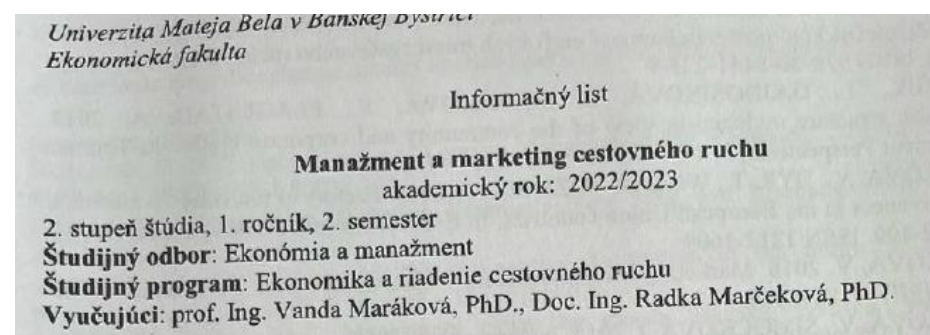 Univerzita Mateja Bela v Banskej Bystrici
Ekonomická fakulta
Informačný list
Manažment a marketing cestovného ruchu
akademický rok: 2022/2023
2. stupeň štúdia, 1. ročník, 2. semester
Študijný odbor: Ekonómia a manažment
Študijný program: Ekonomika a riadenie cestovného ruchu
Vyučujúci: prof. Ing. Vanda Maráková, PhD., Doc. Ing. Radka Marčeková, PhD.